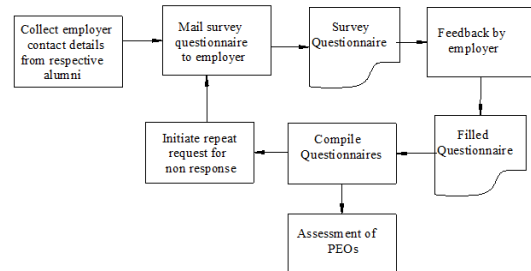 Collect employer
contact details
from respective
alumni
Mail survey
questionnaire
to employer
Survey
Questionnaire
Feedback by
employer
Initiate repeat
request for
non response
Compile
Questionnaires
Filled
Questionnaire
Assessment of
PEOs